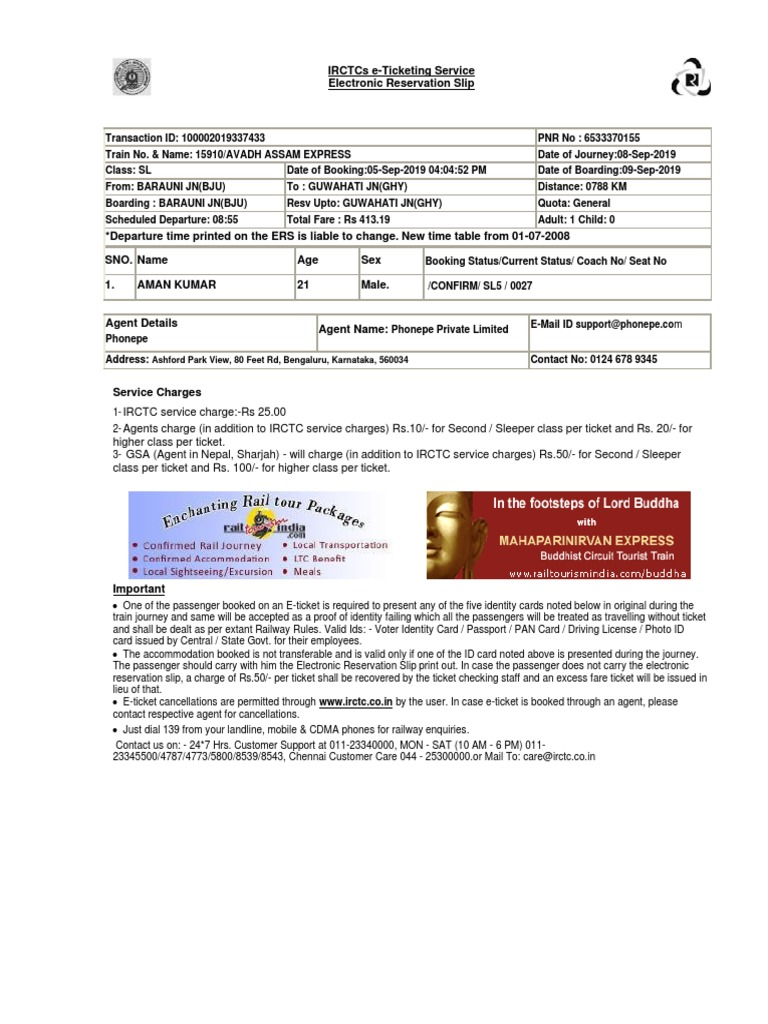 IRCTCs e-Ticketing Service
Electronic Reservation Slip
Transaction ID: 100002019337433 PNR No : 6533370155
Train No. & Name: 15910/AVADH ASSAM EXPRESS Date of Journey:08-Sep-2019
Class: SL Date of Booking:05-Sep-2019 04:04:52 PM Date of Boarding:09-Sep-2019
From: BARAUNI JN(BJU) To : GUWAHATI JN(GHY) Distance: 0788 KM
Boarding : BARAUNI JN(BJU) Resv Upto: GUWAHATI JN(GHY) Quota: General
Scheduled Departure: 08:55 Total Fare : Rs 413.19 Adult: 1 Child: 0
*Departure time printed on the ERS is liable to change. New time table from 01-07-2008
SNO. Name Age Sex Booking Status/Current Status/ Coach No/ Seat No
1. AMAN KUMAR 21 Male. /CONFIRM/ SL5 / 0027
Agent Details
Phonepe
Agent Name: Phonepe Private Limited
E-Mail ID support@phonepe.com
Address: Ashford Park View, 80 Feet Rd, Bengaluru, Karnataka, 560034 Contact No: 0124 678 9345
Service Charges
1- IRCTC service charge:-Rs 25.00
2- Agents charge (in addition to IRCTC service charges) Rs.10/- for Second / Sleeper class per ticket and Rs. 20/- for
higher class per ticket.
3- GSA (Agent in Nepal, Sharjah) - will charge (in addition to IRCTC service charges) Rs.50/- for Second / Sleeper
class per ticket and Rs. 100/- for higher class per ticket.
Enchanting Rail tour Packages
rail tourism india .com
• Confirmed Rail Journey • Local Transportation
• Confirmed Accommodation • LTC Benefit
• Local Sightseeing/Excursion • Meals
In the footsteps of Lord Buddha
with
MAHAPARINIRVAN EXPRESS
Buddhist Circuit Tourist Train
www.railtourismindia.com/buddha
Important
• One of the passenger booked on an E-ticket is required to present any of the five identity cards noted below in original during the
train journey and same will be accepted as a proof of identity failing which all the passengers will be treated as travelling without ticket
and shall be dealt as per extant Railway Rules. Valid Ids: - Voter Identity Card / Passport / PAN Card / Driving License / Photo ID
card issued by Central / State Govt. for their employees.
• The accommodation booked is not transferable and is valid only if one of the ID card noted above is presented during the journey.
The passenger should carry with him the Electronic Reservation Slip print out. In case the passenger does not carry the electronic
reservation slip, a charge of Rs.50/- per ticket shall be recovered by the ticket checking staff and an excess fare ticket will be issued in
lieu of that.
• E-ticket cancellations are permitted through www.irctc.co.in by the user. In case e-ticket is booked through an agent, please
contact respective agent for cancellations.
• Just dial 139 from your landline, mobile & CDMA phones for railway enquiries.
Contact us on: - 24*7 Hrs. Customer Support at 011-23340000, MON - SAT (10 AM - 6 PM) 011-
23345500/4787/4773/5800/8539/8543, Chennai Customer Care 044 - 25300000.or Mail To: care@irctc.co.in